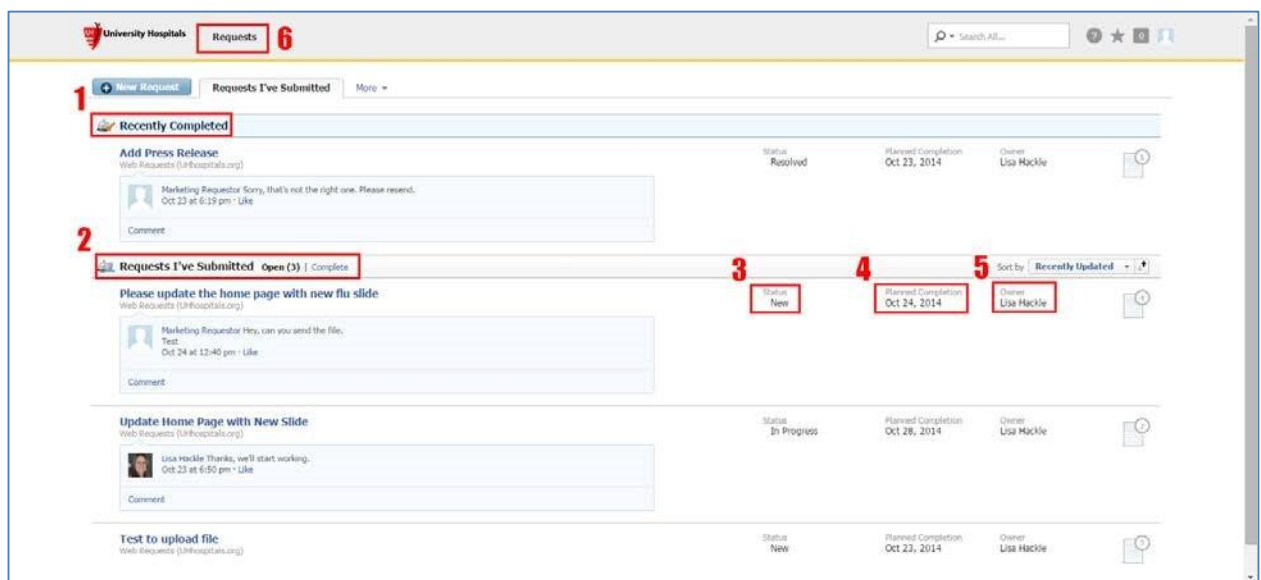 University Hospitals
Requests
6
Search All...
1
New Request
Requests I've Submitted
More
Recently Completed
Add Press Release
Web Requests (UHhospitals.org)
Status
Resolved
Planned Completion
Oct 23, 2014
Owner
Lisa Hackle
Marketing Requestor Sorry, that's not the right one. Please resend.
Oct 23 at 6:19 pm · Like
Comment
2
Requests I've Submitted Open (3) | Complete
3
4
5
Sort by Recently Updated
Please update the home page with new flu slide
Web Requests (UHhospitals.org)
Status
New
Planned Completion
Oct 24, 2014
Owner
Lisa Hackle
Marketing Requestor Hey, can you send the file.
Test
Oct 24 at 12:40 pm · Like
Comment
Update Home Page with New Slide
Web Requests (UHhospitals.org)
Status
In Progress
Planned Completion
Oct 28, 2014
Owner
Lisa Hackle
Lisa Hackle Thanks, we'll start working.
Oct 23 at 6:50 pm · Like
Comment
Test to upload file
Web Requests (UHhospitals.org)
Status
New
Planned Completion
Oct 23, 2014
Owner
Lisa Hackle